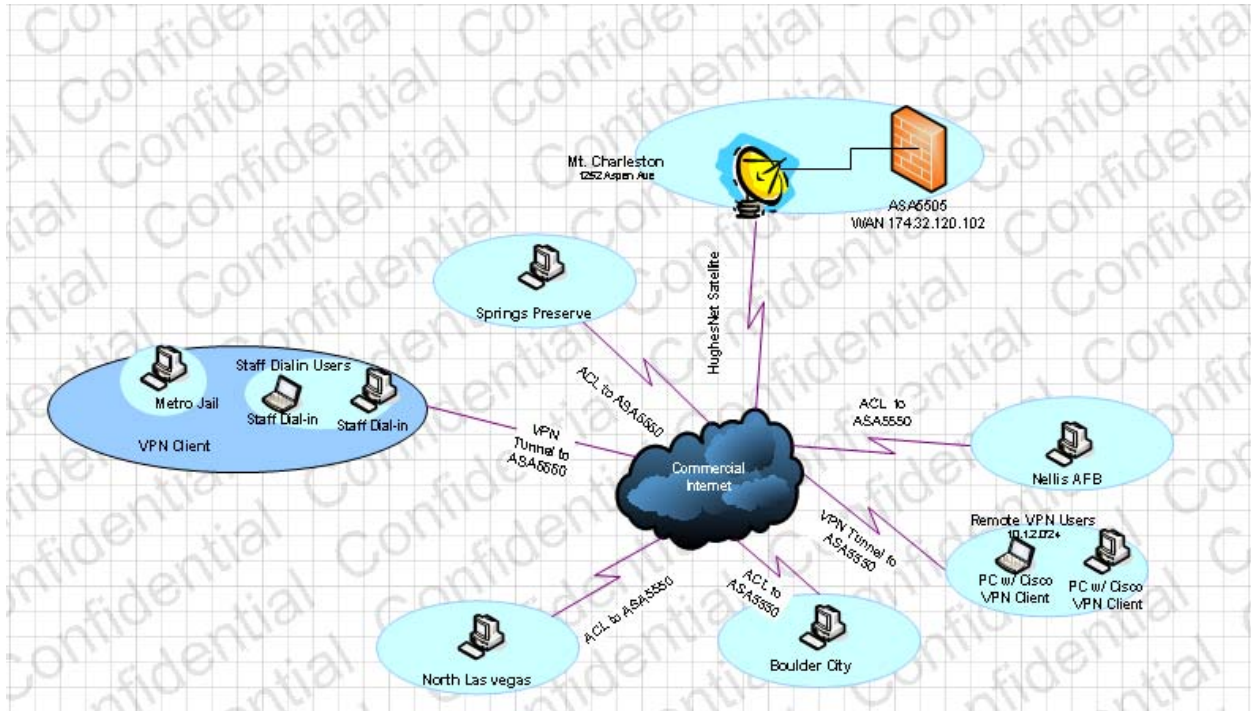 Confidential
Mt. Charleston
1252 Aspen Ave
ASA5505
WAN 174.32.120.102
HughesNet Satellite
Springs Preserve
ACL to ASA5550
Staff Dialin Users
Metro Jail
Staff Dial-in
Staff Dial-in
VPN Client
VPN
Tunnel to
ASA5550
Commercial
Internet
ACL to
ASA5550
Nellis AFB
Remote VPN Users
PC w/ Cisco
VPN Client
PC w/ Cisco
VPN Client
VPN Tunnel to
ASA5550
ACL to
ASA5550
Boulder City
ACL to ASA5550
North Las vegas